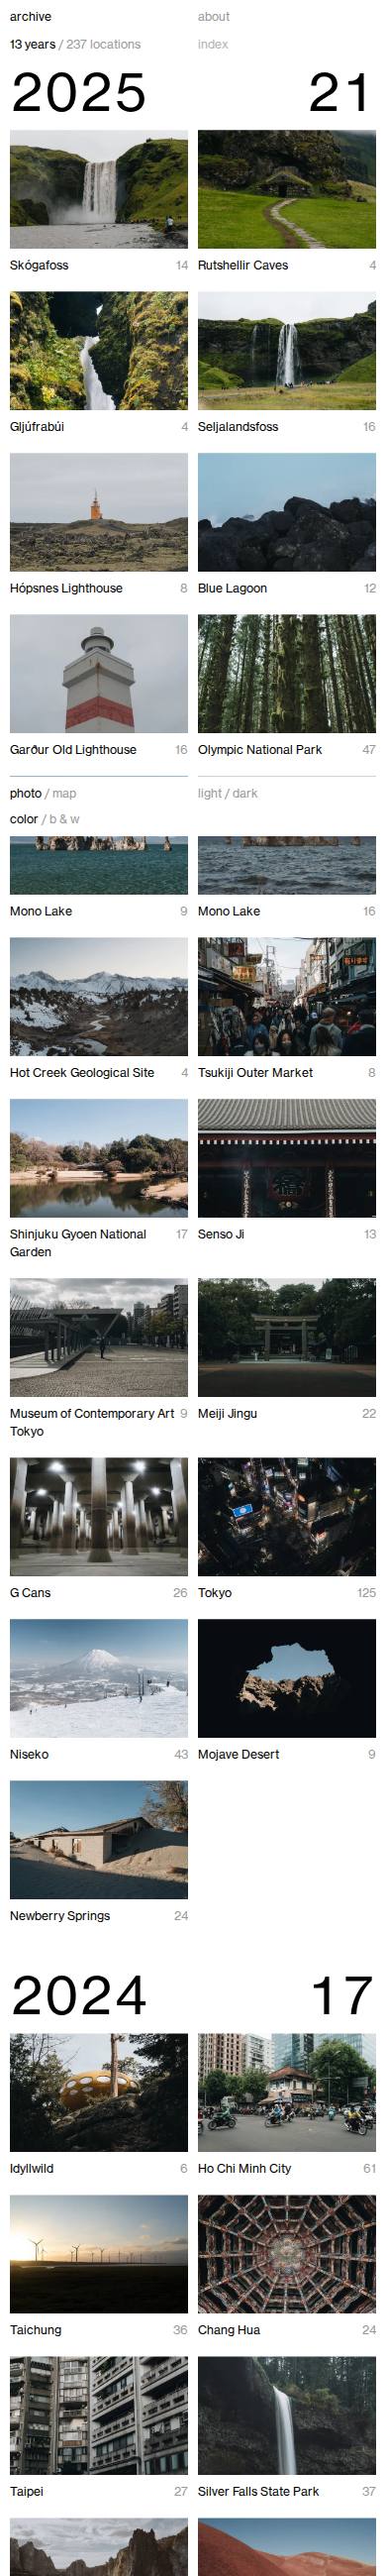 archive about
13 years / 237 locations index
2025 21
Skógafoss 14 Rutshellir Caves 4
Gljúfrabúi 4 Seljalandsfoss 16
Hópsnes Lighthouse 8 Blue Lagoon 12
Garður Old Lighthouse 16 Olympic National Park 47
photo / map light / dark
color / b & w
Mono Lake 9 Mono Lake 16
Hot Creek Geological Site 4 Tsukiji Outer Market 8
Shinjuku Gyoen National 17 Senso Ji 13
Garden
Museum of Contemporary Art 9 Meiji Jingu 22
Tokyo
G Cans 26 Tokyo 125
Niseko 43 Mojave Desert 9
Newberry Springs 24
2024 17
Idyllwild 6 Ho Chi Minh City 61
Taichung 36 Chang Hua 24
Taipei 27 Silver Falls State Park 37